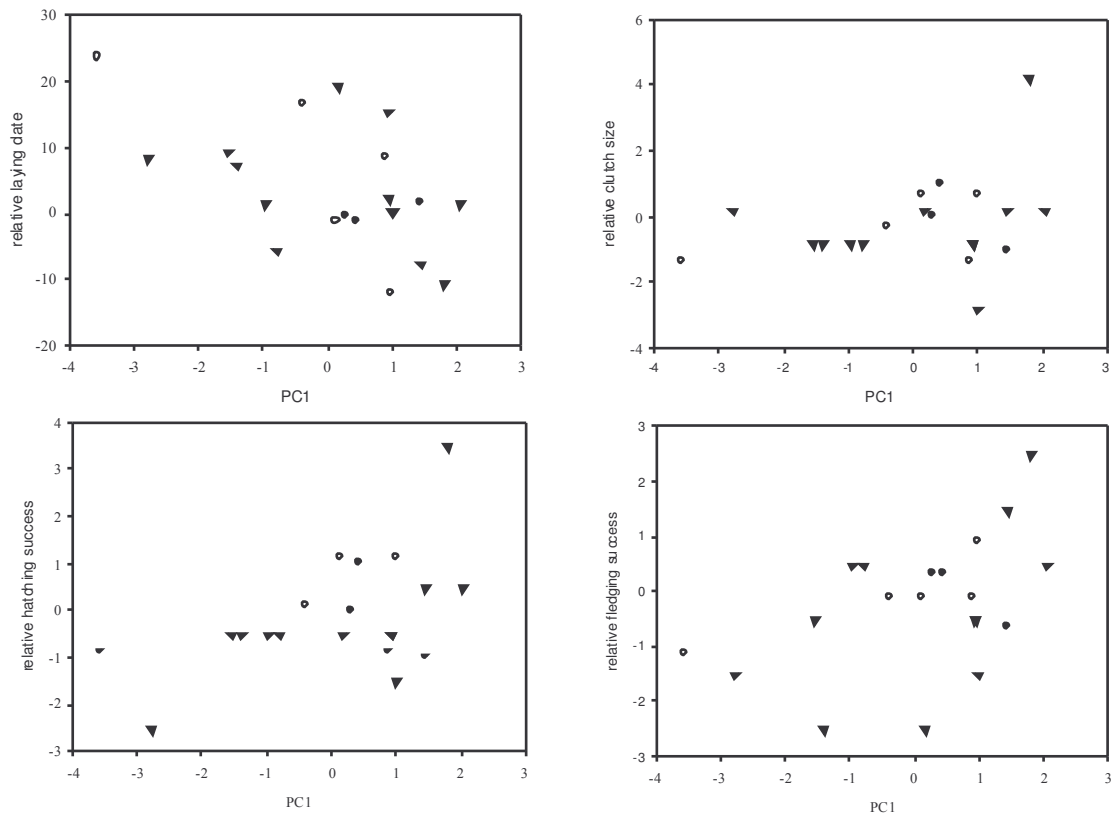 30
20
10
0
-10
-20
-4 -3 -2 -1 0 1 2 3
relative laying date
PC1
6
4
2
0
-2
-4
-4 -3 -2 -1 0 1 2 3
relative clutch size
PC1
4
3
2
1
0
-1
-2
-3
-4 -3 -2 -1 0 1 2 3
relative hatching success
PC1
3
2
1
0
-1
-2
-3
-4 -3 -2 -1 0 1 2 3
relative fledging success
PC1